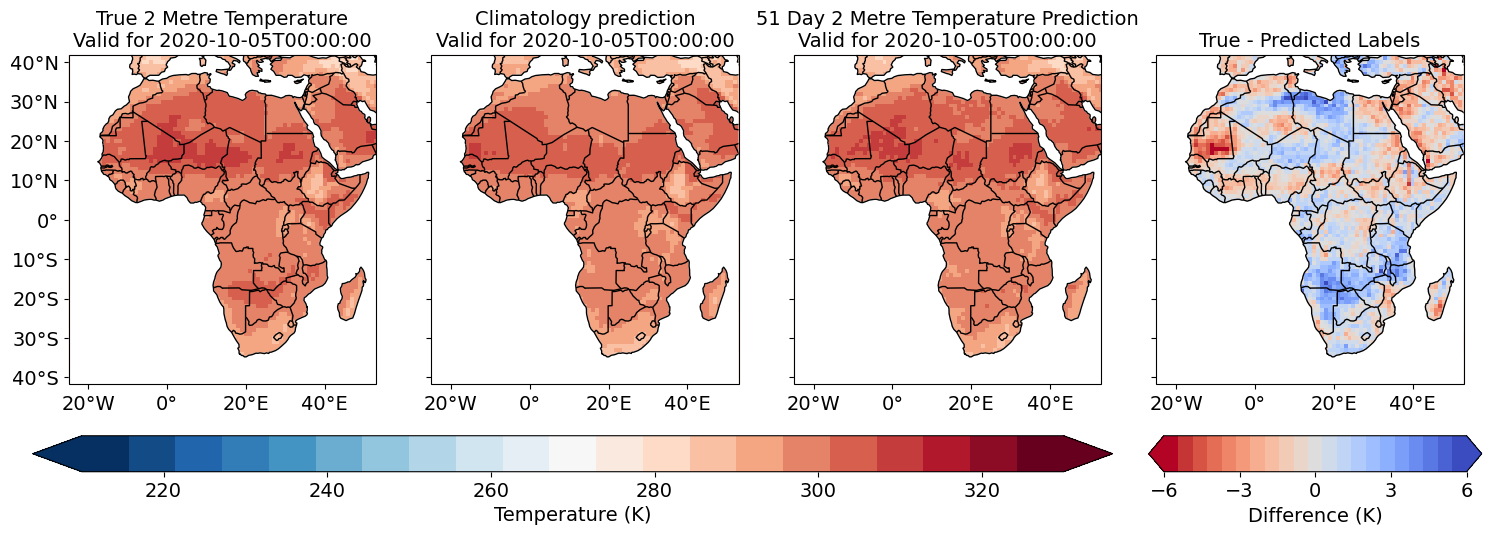 True 2 Metre Temperature
Valid for 2020-10-05T00:00:00
Climatology prediction
Valid for 2020-10-05T00:00:00
51 Day 2 Metre Temperature Prediction
Valid for 2020-10-05T00:00:00
True - Predicted Labels
40°N
30°N
20°N
10°N
0°
10°S
20°S
30°S
40°S
20°W 0° 20°E 40°E
20°W 0° 20°E 40°E
20°W 0° 20°E 40°E
20°W 0° 20°E 40°E
220 240 260 280 300 320
Temperature (K)
−6 −3 0 3 6
Difference (K)